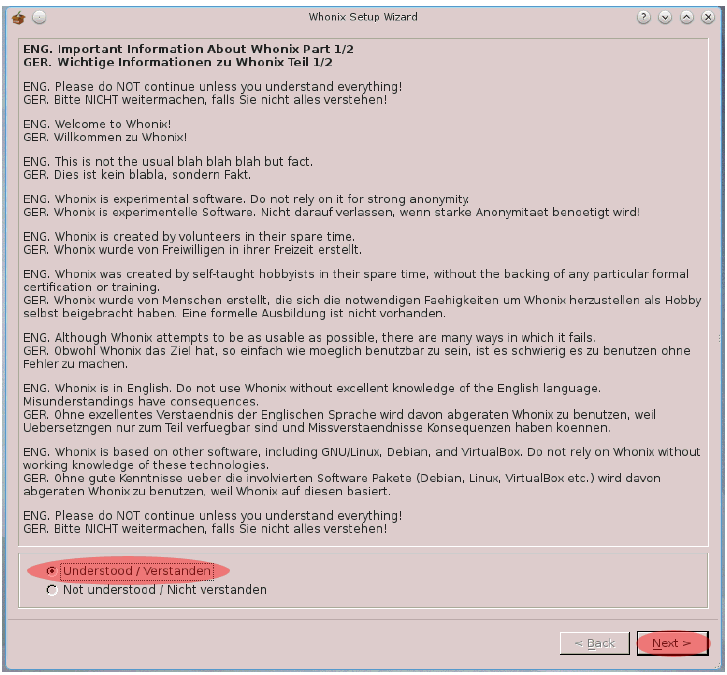 Whonix Setup Wizard
ENG. Important Information About Whonix Part 1/2
GER. Wichtige Informationen zu Whonix Teil 1/2
ENG. Please do NOT continue unless you understand everything!
GER. Bitte NICHT weitermachen, falls Sie nicht alles verstehen!
ENG. Welcome to Whonix!
GER. Willkommen zu Whonix!
ENG. This is not the usual blah blah blah but fact.
GER. Dies ist kein blabla, sondern Fakt.
ENG. Whonix is experimental software. Do not rely on it for strong anonymity.
GER. Whonix is experimentelle Software. Nicht darauf verlassen, wenn starke Anonymitaet benoetigt wird!
ENG. Whonix is created by volunteers in their spare time.
GER. Whonix wurde von Freiwilligen in ihrer Freizeit erstellt.
ENG. Whonix was created by self-taught hobbyists in their spare time, without the backing of any particular formal
certification or training.
GER. Whonix wurde von Menschen erstellt, die sich die notwendigen Faehigkeiten um Whonix herzustellen als Hobby
selbst beigebracht haben. Eine formelle Ausbildung ist nicht vorhanden.
ENG. Although Whonix attempts to be as usable as possible, there are many ways in which it fails.
GER. Obwohl Whonix das Ziel hat, so einfach wie moeglich benutzbar zu sein, ist es schwierig es zu benutzen ohne
Fehler zu machen.
ENG. Whonix is in English. Do not use Whonix without excellent knowledge of the English language.
Misunderstandings have consequences.
GER. Ohne exzellentes Verstaendnis der Englischen Sprache wird davon abgeraten Whonix zu benutzen, weil
Uebersetzngen nur zum Teil verfuegbar sind und Missverstaendnisse Konsequenzen haben koennen.
ENG. Whonix is based on other software, including GNU/Linux, Debian, and VirtualBox. Do not rely on Whonix without
working knowledge of these technologies.
GER. Ohne gute Kenntnisse ueber die involvierten Software Pakete (Debian, Linux, VirtualBox etc.) wird davon
abgeraten Whonix zu benutzen, weil Whonix auf diesen basiert.
ENG. Please do NOT continue unless you understand everything!
GER. Bitte NICHT weitermachen, falls Sie nicht alles verstehen!
Understood / Verstanden
Not understood / Nicht verstanden
< Back
Next >